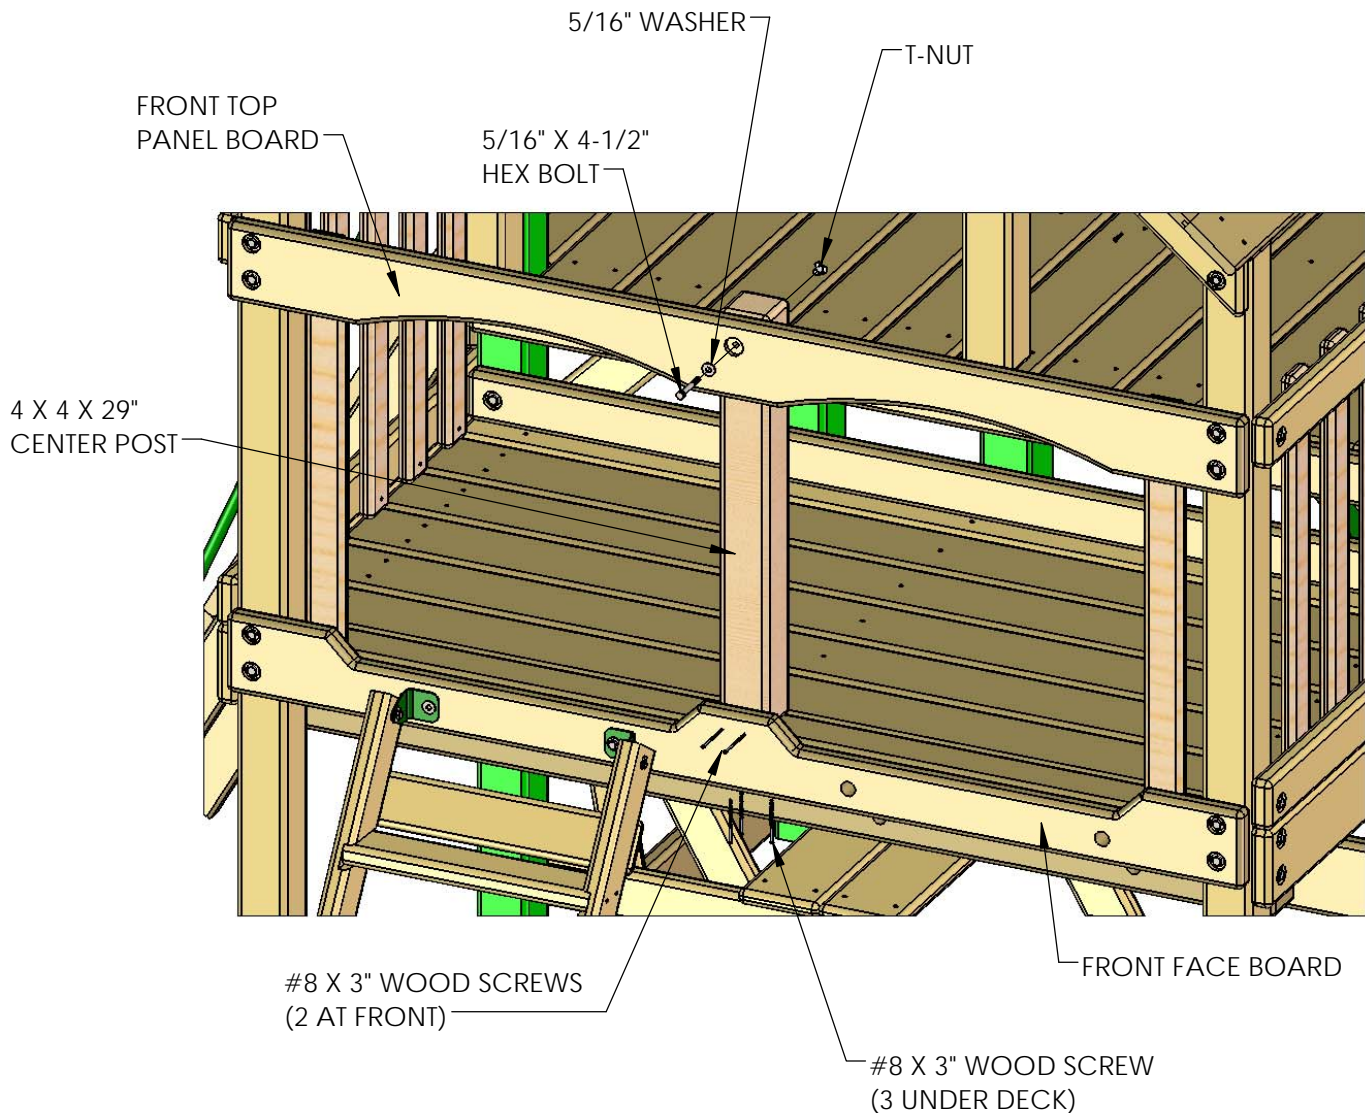 5/16" WASHER
T-NUT
FRONT TOP
PANEL BOARD
5/16" X 4-1/2"
HEX BOLT
4 X 4 X 29"
CENTER POST
#8 X 3" WOOD SCREWS
(2 AT FRONT)
FRONT FACE BOARD
#8 X 3" WOOD SCREW
(3 UNDER DECK)